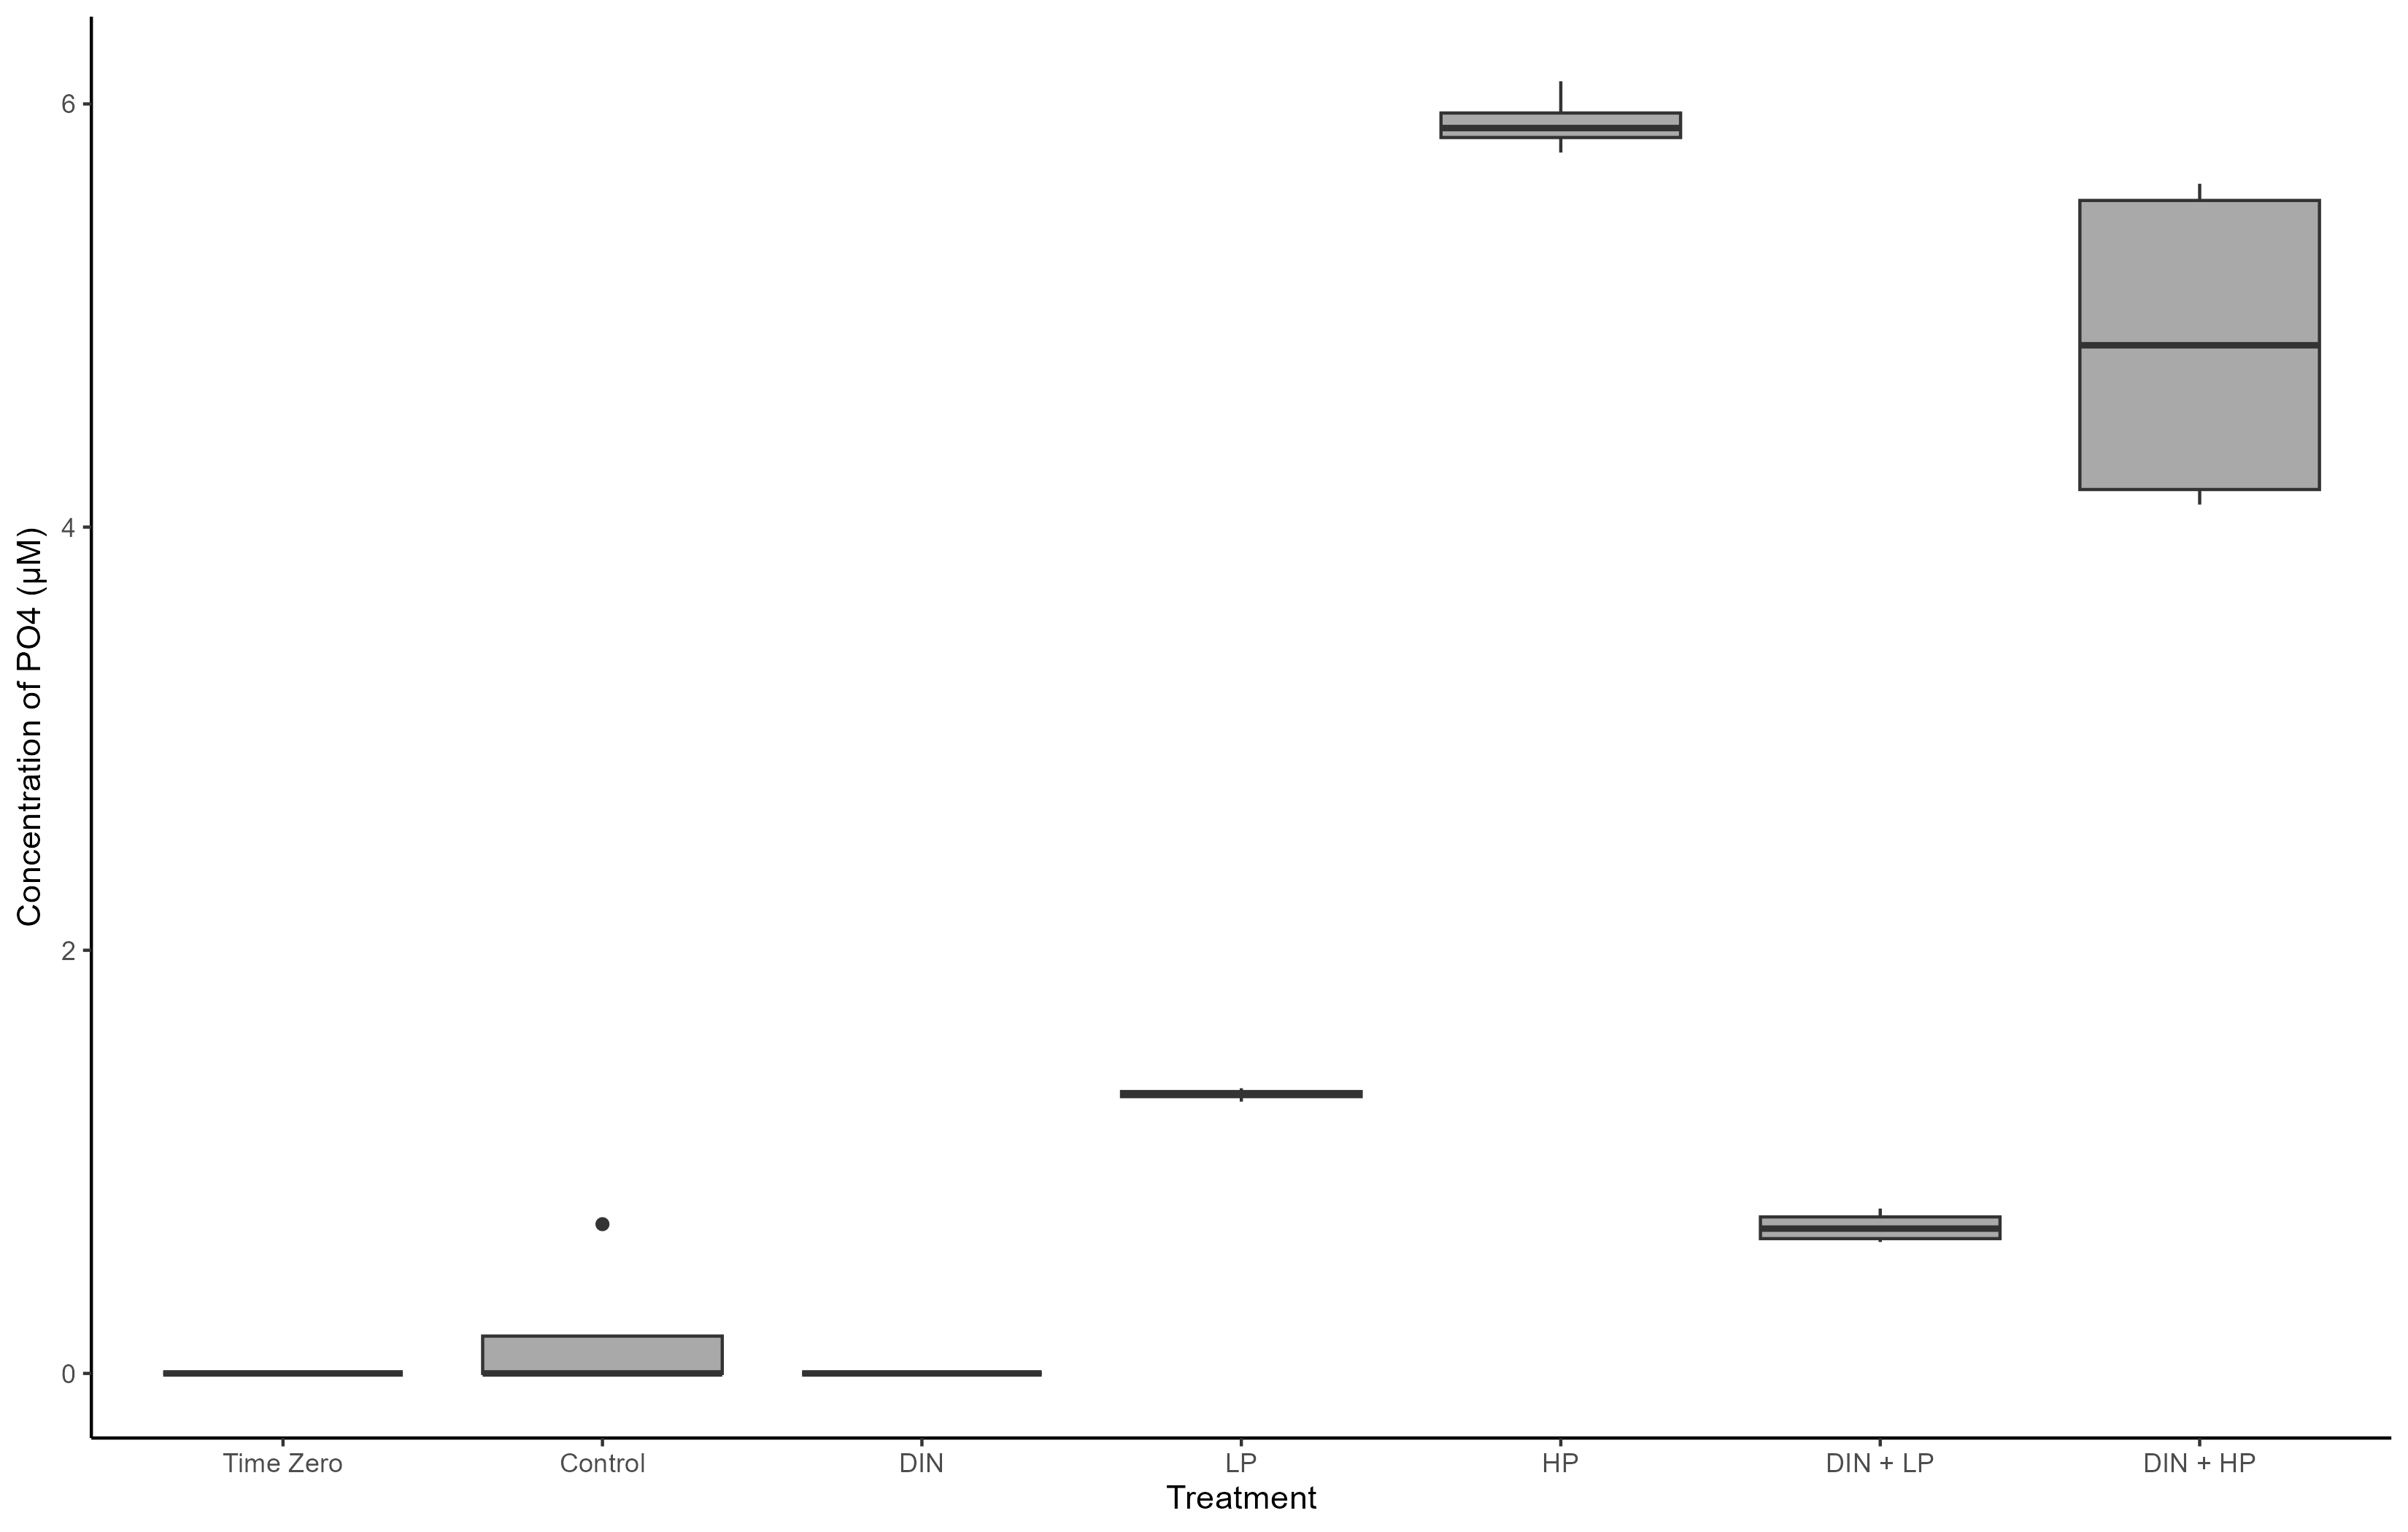 Concentration of PO4 (µM)
6
4
2
0
Time Zero Control DIN LP HP DIN + LP DIN + HP
Treatment